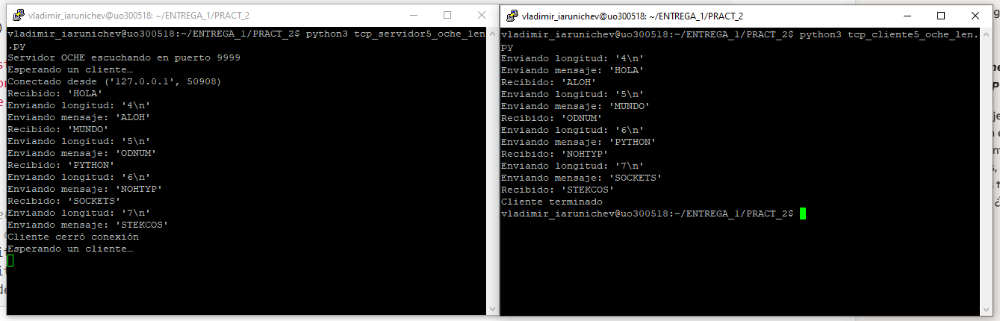 vladimir_iarunichev@uo300518: ~/ENTREGA_1/PRACT_2
vladimir_iarunichev@uo300518:~/ENTREGA_1/PRACT_2$ python3 tcp_servidor5_oche_len
.py
Servidor OCHE escuchando en puerto 9999
Esperando un cliente…
Conectado desde ('127.0.0.1', 50908)
Recibido: 'HOLA'
Enviando longitud: '4\n'
Enviando mensaje: 'ALOH'
Recibido: 'MUNDO'
Enviando longitud: '5\n'
Enviando mensaje: 'ODNUM'
Recibido: 'PYTHON'
Enviando longitud: '6\n'
Enviando mensaje: 'NOHTYP'
Recibido: 'SOCKETS'
Enviando longitud: '7\n'
Enviando mensaje: 'STEKCOS'
Cliente cerró conexión
Esperando un cliente…
vladimir_iarunichev@uo300518: ~/ENTREGA_1/PRACT_2
vladimir_iarunichev@uo300518:~/ENTREGA_1/PRACT_2$ python3 tcp_cliente5_oche_len.
py
Enviando longitud: '4\n'
Enviando mensaje: 'HOLA'
Recibido: 'ALOH'
Enviando longitud: '5\n'
Enviando mensaje: 'MUNDO'
Recibido: 'ODNUM'
Enviando longitud: '6\n'
Enviando mensaje: 'PYTHON'
Recibido: 'NOHTYP'
Enviando longitud: '7\n'
Enviando mensaje: 'SOCKETS'
Recibido: 'STEKCOS'
Cliente terminado
vladimir_iarunichev@uo300518:~/ENTREGA_1/PRACT_2$